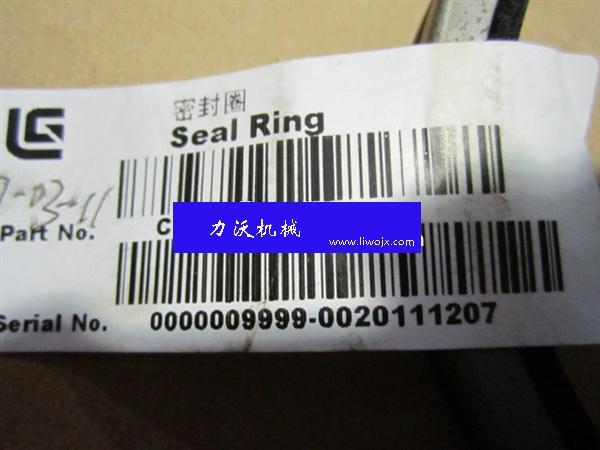 密封圈
Seal Ring
Part No.
力沃机械
www.liwojx.com
Serial No. 0000009999-0020111207